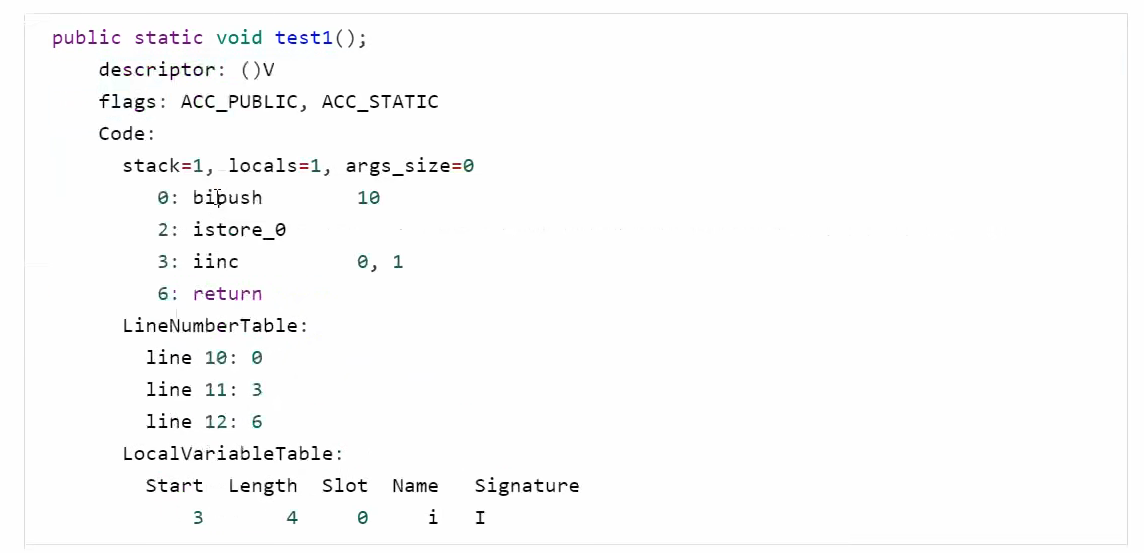 public static void test1();
descriptor: ()V
flags: ACC_PUBLIC, ACC_STATIC
Code:
stack=1, locals=1, args_size=0
0: bipush 10
2: istore_0
3: iinc 0, 1
6: return
LineNumberTable:
line 10: 0
line 11: 3
line 12: 6
LocalVariableTable:
Start Length Slot Name Signature
3 4 0 i I